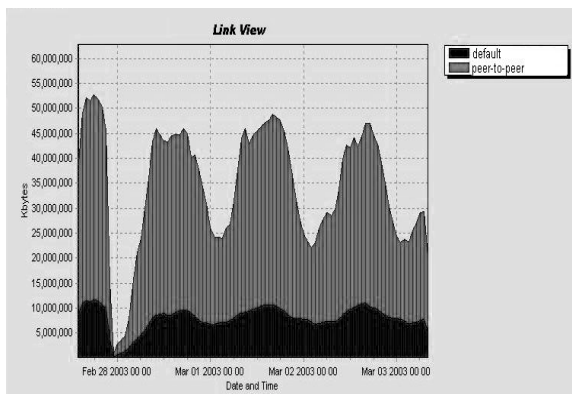 Link View
default
peer-to-peer
60,000,000
55,000,000
50,000,000
45,000,000
40,000,000
35,000,000
30,000,000
25,000,000
20,000,000
15,000,000
10,000,000
5,000,000
Kbytes
Feb 28 2003 00 00
Mar 01 2003 00 00
Mar 02 2003 00 00
Mar 03 2003 00 00
Date and Time